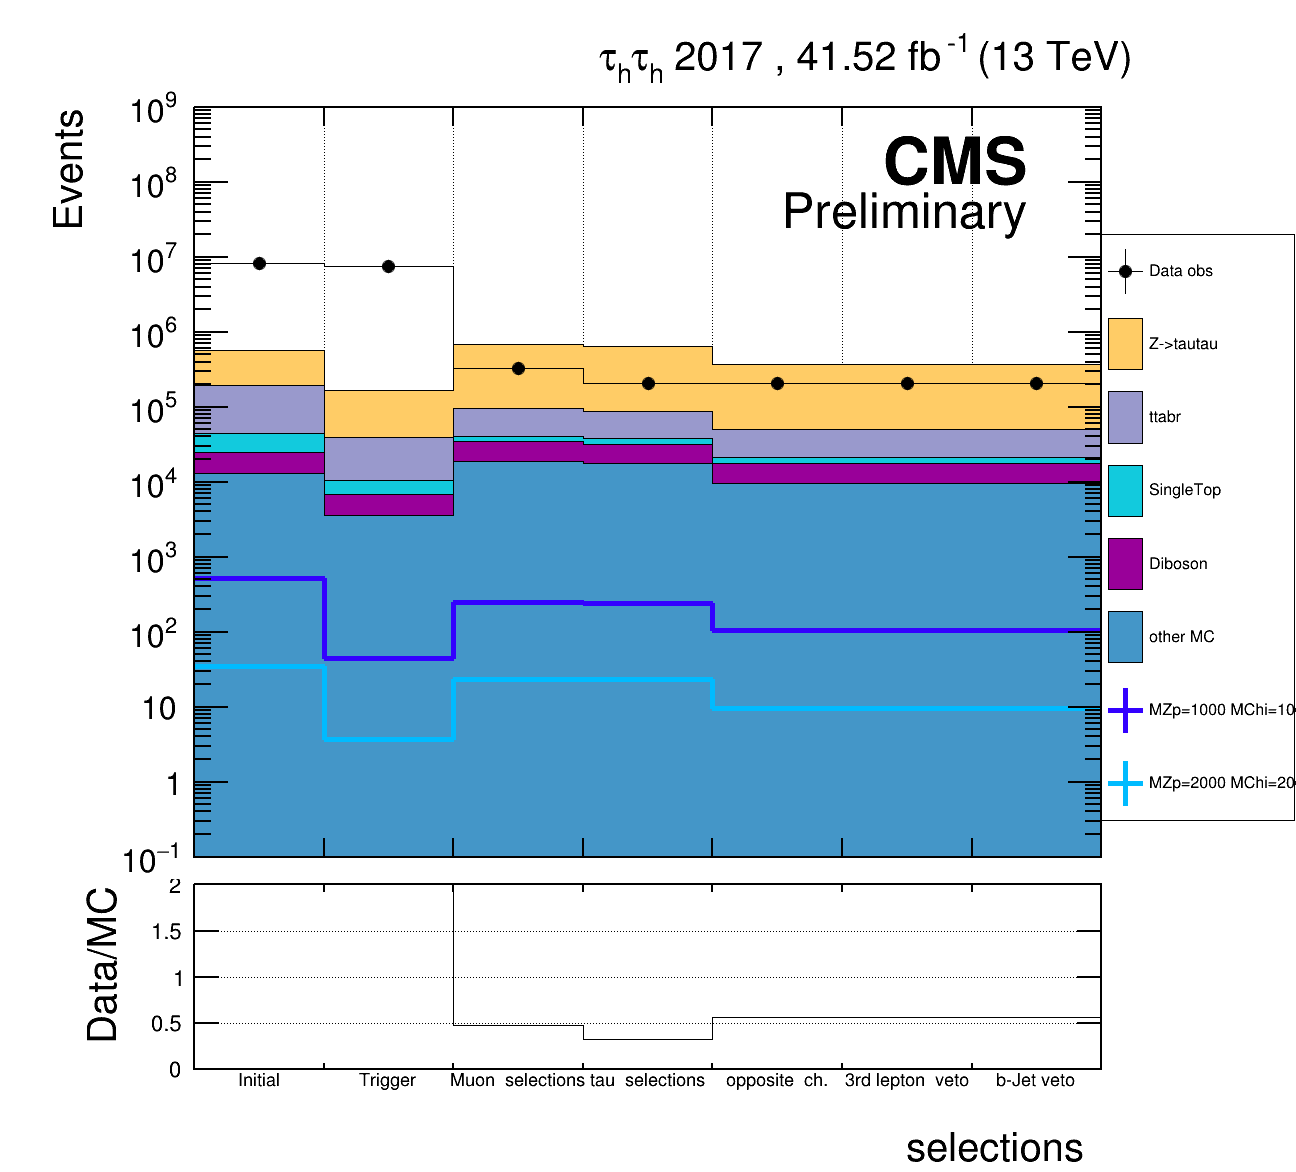 τhτh 2017 , 41.52 fb-1 (13 TeV)
Events
10^9
10^8
10^7
10^6
10^5
10^4
10^3
10^2
10
1
10^−1
CMS
Preliminary
Data obs
Z->tautau
ttabr
SingleTop
Diboson
other MC
MZp=1000 MChi=10
MZp=2000 MChi=20
Data/MC
2
1.5
1
0.5
0
Initial Trigger Muon selections tau selections opposite ch. 3rd lepton veto b-Jet veto
selections